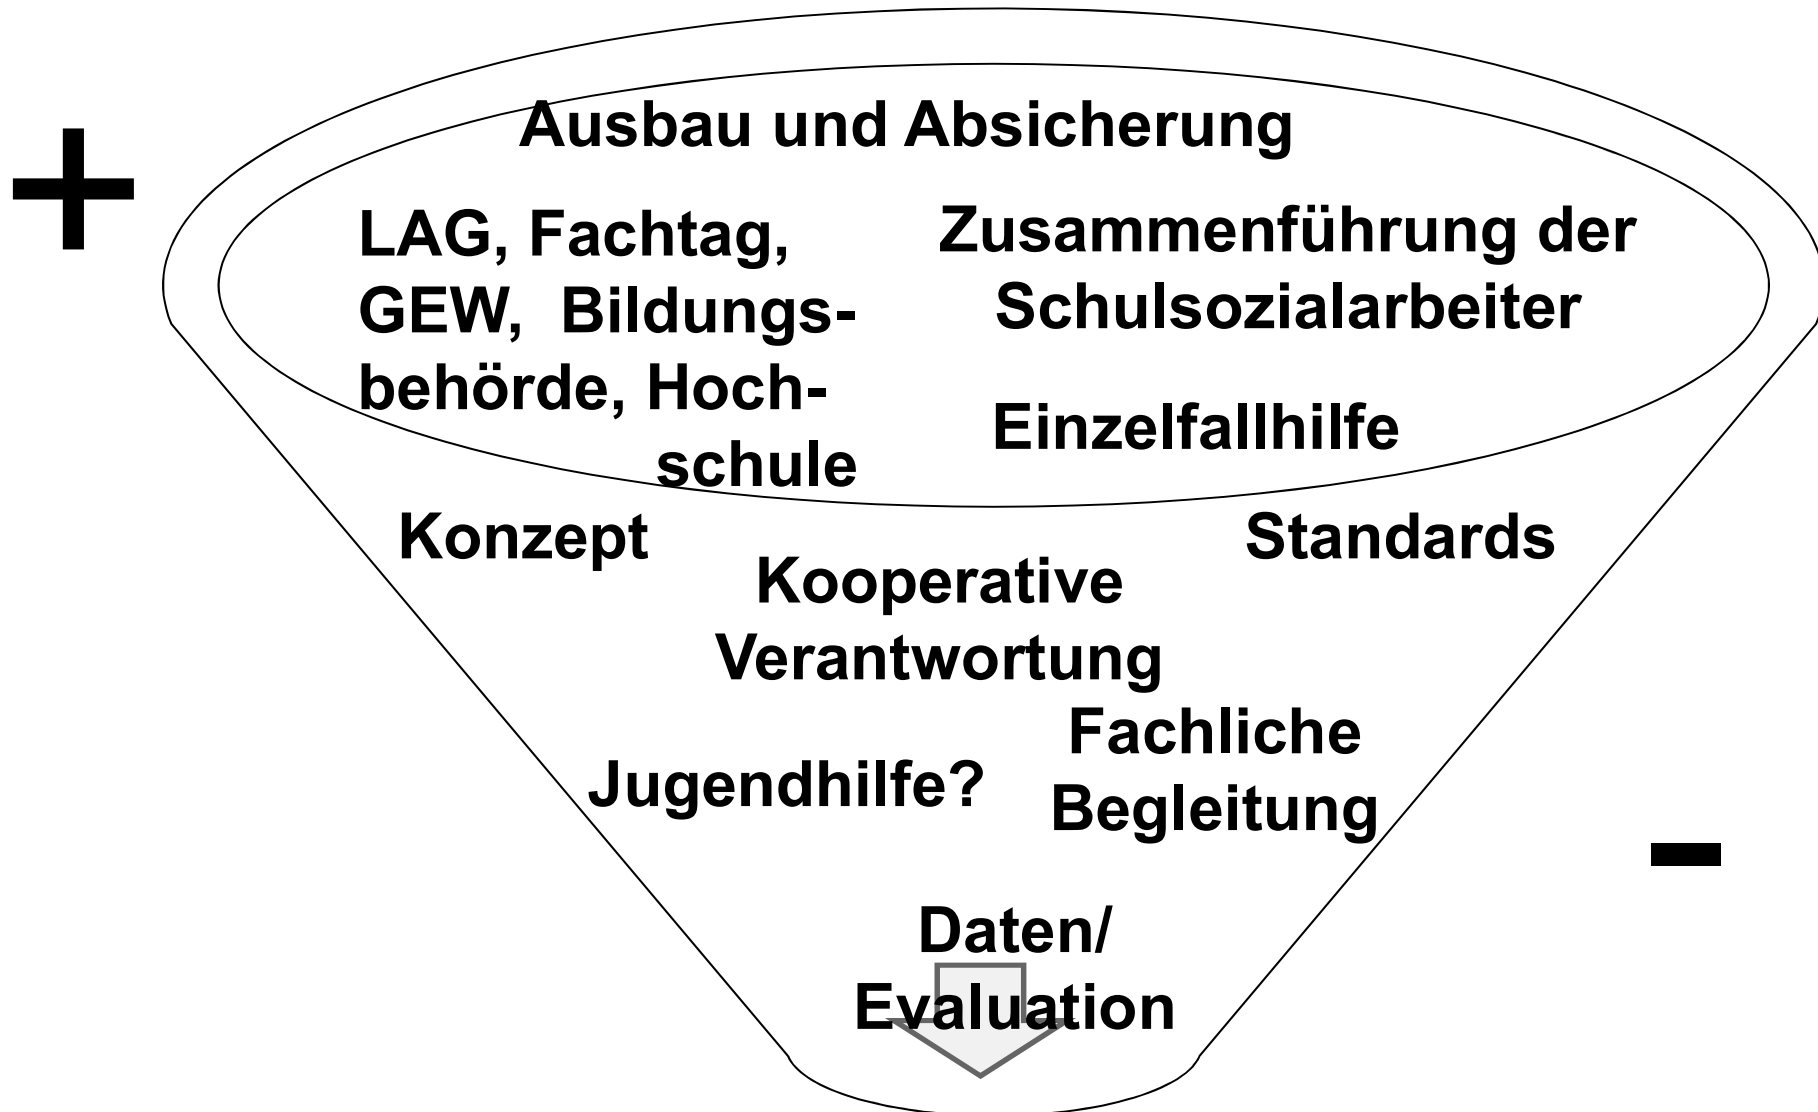 +
Ausbau und Absicherung
LAG, Fachtag,
GEW, Bildungs-
behörde, Hoch-
schule
Zusammenführung der
Schulsozialarbeiter
Einzelfallhilfe
Konzept
Standards
Kooperative
Verantwortung
Jugendhilfe?
Fachliche
Begleitung
-
Daten/
Evaluation